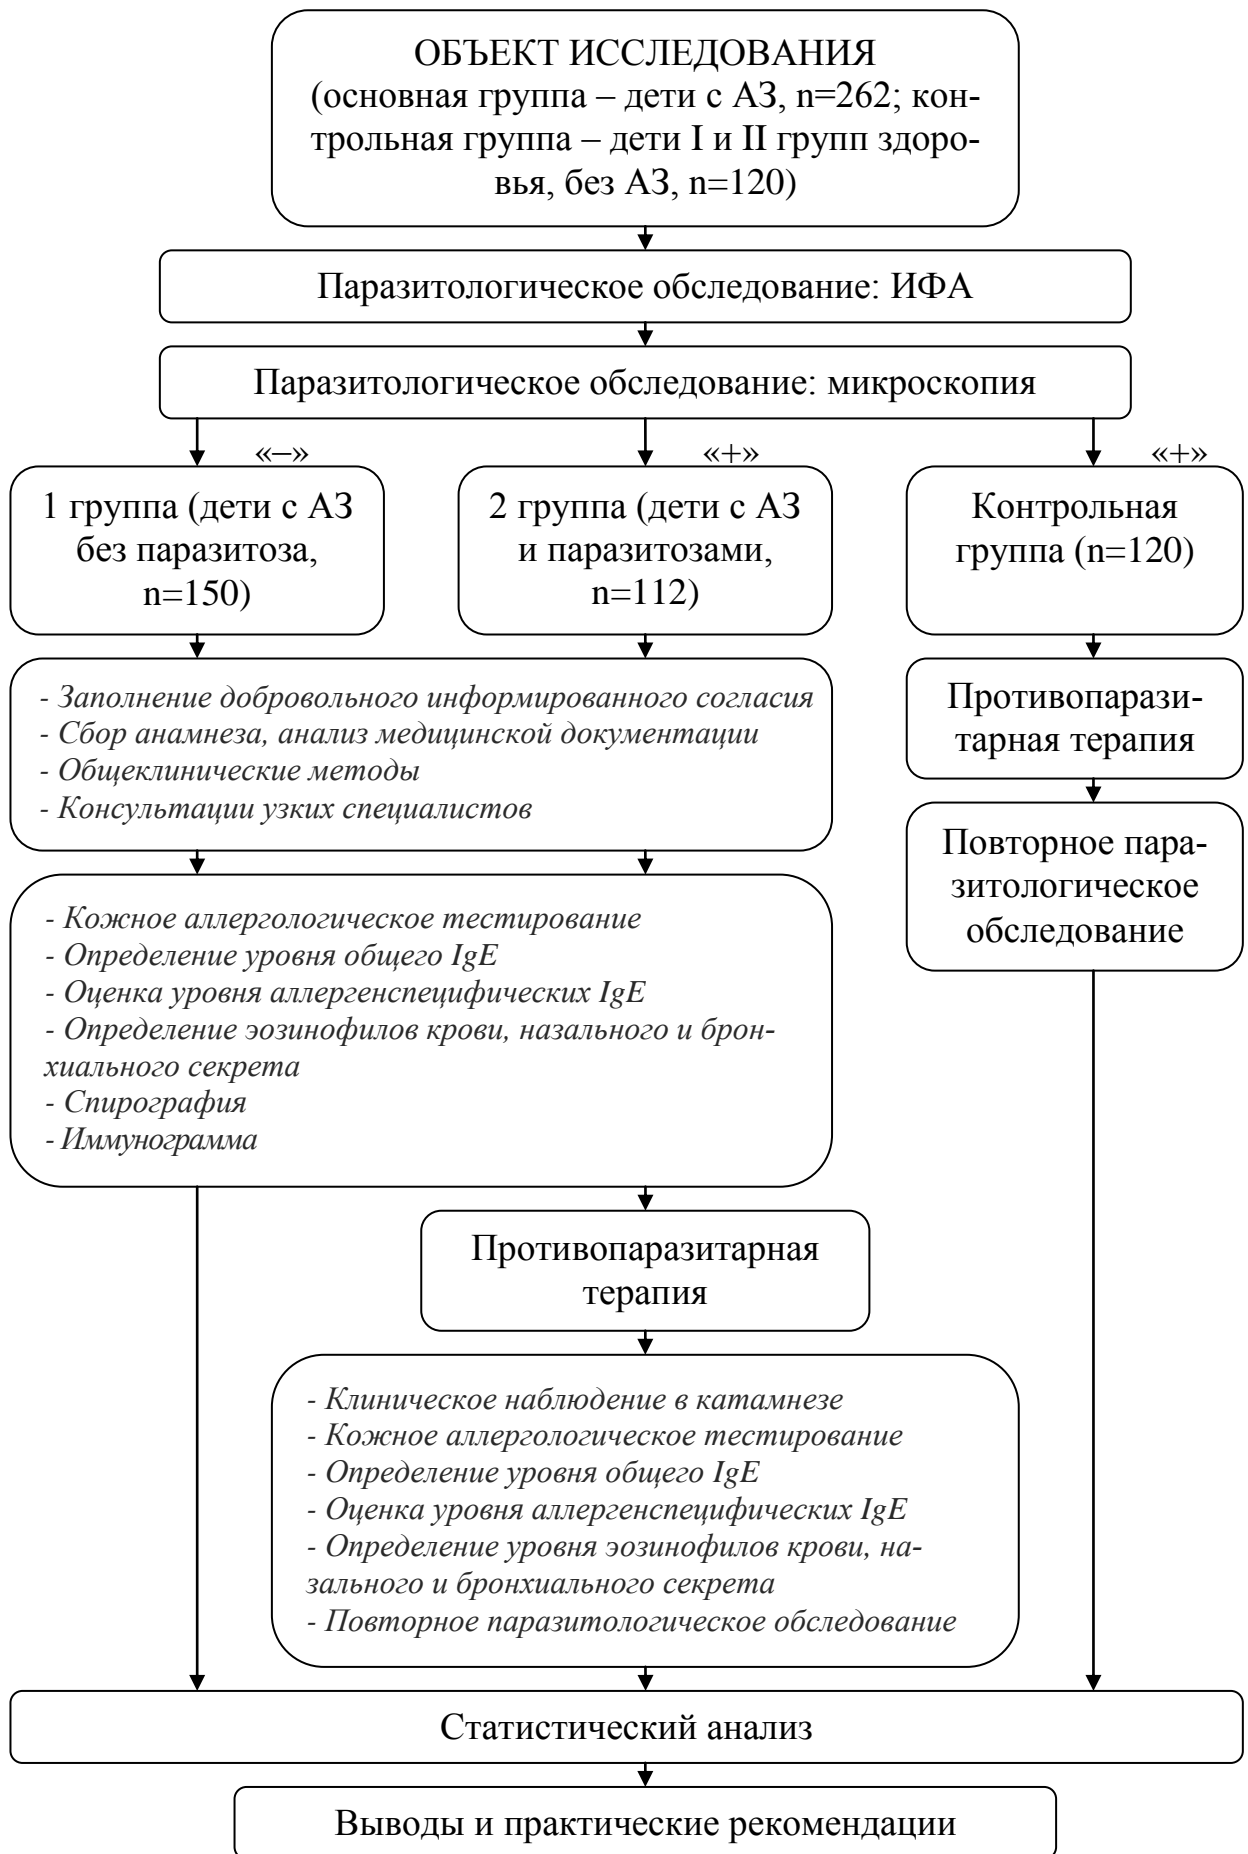 ОБЪЕКТ ИССЛЕДОВАНИЯ
(основная группа – дети с АЗ, n=262; кон-
трольная группа – дети I и II групп здоро-
вья, без АЗ, n=120)
Паразитологическое обследование: ИФА
Паразитологическое обследование: микроскопия
«–»
«+»
«+»
1 группа (дети с АЗ
без паразитоза,
n=150)
2 группа (дети с АЗ
и паразитозами,
n=112)
Контрольная
группа (n=120)
- Заполнение добровольного информированного согласия
- Сбор анамнеза, анализ медицинской документации
- Общеклинические методы
- Консультации узких специалистов
Противопарази-
тарная терапия
Повторное пара-
зитологическое
обследование
- Кожное аллергологическое тестирование
- Определение уровня общего IgE
- Оценка уровня аллергенспецифических IgE
- Определение эозинофилов крови, назального и брон-
хиального секрета
- Спирография
- Иммунограмма
Противопаразитарная
терапия
- Клиническое наблюдение в катамнезе
- Кожное аллергологическое тестирование
- Определение уровня общего IgE
- Оценка уровня аллергенспецифических IgE
- Определение уровня эозинофилов крови, на-
зального и бронхиального секрета
- Повторное паразитологическое обследование
Статистический анализ
Выводы и практические рекомендации